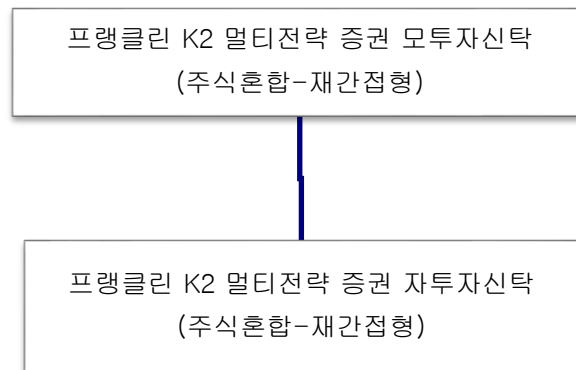 프랭클린 K2 멀티전략 증권 모투자신탁
(주식혼합-재간접형)
프랭클린 K2 멀티전략 증권 자투자신탁
(주식혼합-재간접형)